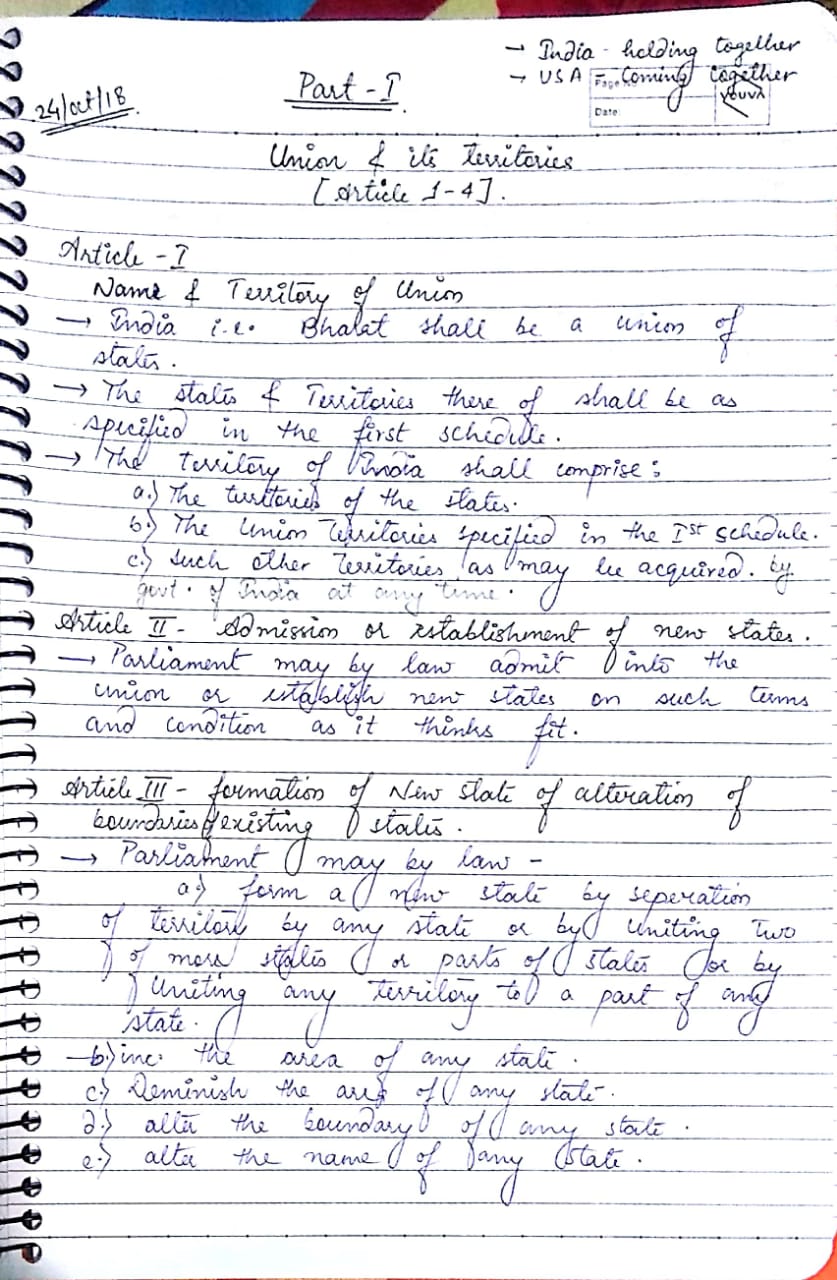 → India - holding together
→ USA - Coming together
Page No.
YOUVA
Date:
24/oct/18
Part - I
Union & its Territories
[Article 1-4].
Article - I
Name & Territory of Union
→ India i.e. Bharat shall be a union of
states.
→ The states & Territories there of shall be as
specified in the first schedule.
→ The territory of India shall comprise:
a.) The territories of the states.
b.) The Union Territories specified in the Ist schedule.
c.) Such other Territories as may be acquired. by
govt. of India at any time.
Article II - Admission or establishment of new states.
→ Parliament may by law admit into the
union or establish new states on such terms
and condition as it thinks fit.
Article III - formation of New state of alteration of
boundaries of existing states.
→ Parliament may by law -
a.) form a new state by seperation
of territory by any state or by uniting two
of more states or parts of states or by
Uniting any territory to a part of any
state.
b.) inc. the area of any state.
c.) Deminish the area of any state.
d.) alter the boundary of any state.
e.) alter the name of any state.